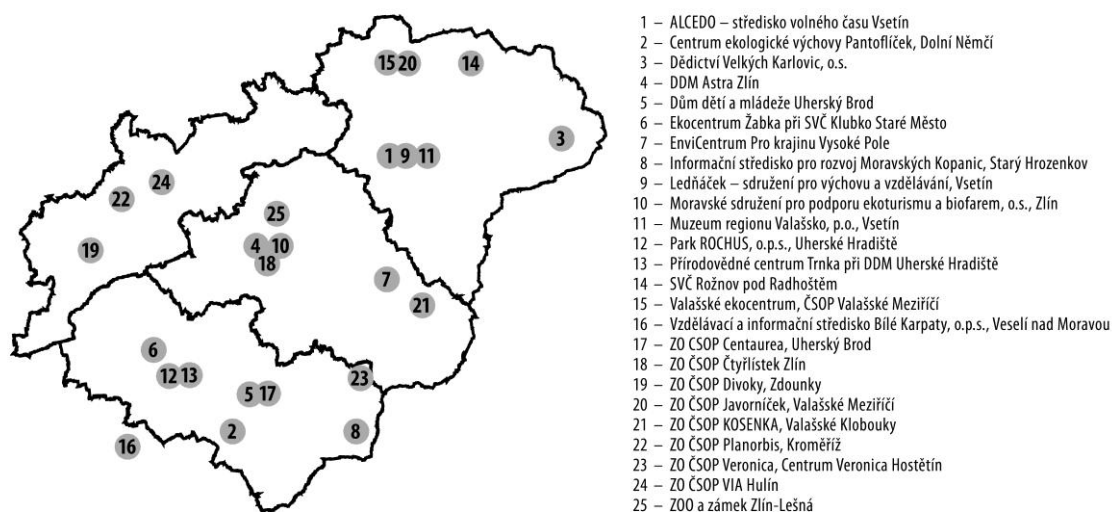 15 20 14
3
1 9 11
24
22
25
19
4 10
18
7
21
6
12 13
23
5 17
2
8
16
1 – ALCEDO – středisko volného času Vsetín
2 – Centrum ekologické výchovy Pantoflíček, Dolní Němčí
3 – Dědictví Velkých Karlovic, o.s.
4 – DDM Astra Zlín
5 – Dům dětí a mládeže Uherský Brod
6 – Ekocentrum Žabka při SVČ Klubko Staré Město
7 – EnviCentrum Pro krajinu Vysoké Pole
8 – Informační středisko pro rozvoj Moravských Kopanic, Starý Hrozenkov
9 – Ledňáček – sdružení pro výchovu a vzdělávání, Vsetín
10 – Moravské sdružení pro podporu ekoturismu a biofarem, o.s., Zlín
11 – Muzeum regionu Valašsko, p.o., Vsetín
12 – Park ROCHUS, o.p.s., Uherské Hradiště
13 – Přírodovědné centrum Trnka při DDM Uherské Hradiště
14 – SVČ Rožnov pod Radhoštěm
15 – Valašské ekocentrum, ČSOP Valašské Meziříčí
16 – Vzdělávací a informační středisko Bílé Karpaty, o.p.s., Veselí nad Moravou
17 – ZO CSOP Centaurea, Uherský Brod
18 – ZO ČSOP Čtyřlístek Zlín
19 – ZO ČSOP Divoky, Zdounky
20 – ZO ČSOP Javorníček, Valašské Meziříčí
21 – ZO ČSOP KOSENKA, Valašské Klobouky
22 – ZO ČSOP Planorbis, Kroměříž
23 – ZO ČSOP Veronica, Centrum Veronica Hostětín
24 – ZO ČSOP VIA Hulín
25 – ZOO a zámek Zlín-Lešná